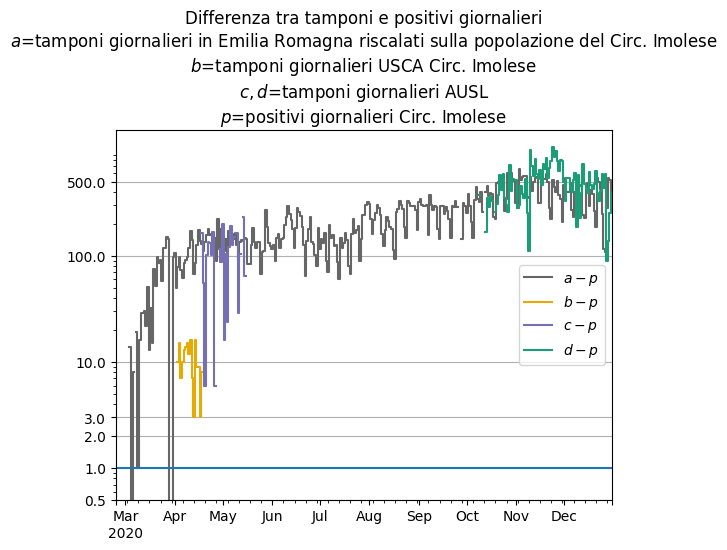 Differenza tra tamponi e positivi giornalieri
a=tamponi giornalieri in Emilia Romagna riscalati sulla popolazione del Circ. Imolese
b=tamponi giornalieri USCA Circ. Imolese
c, d=tamponi giornalieri AUSL
p=positivi giornalieri Circ. Imolese
500.0
100.0
10.0
3.0
2.0
1.0
0.5
a − p
b − p
c − p
d − p
Mar Apr May Jun Jul Aug Sep Oct Nov Dec
2020